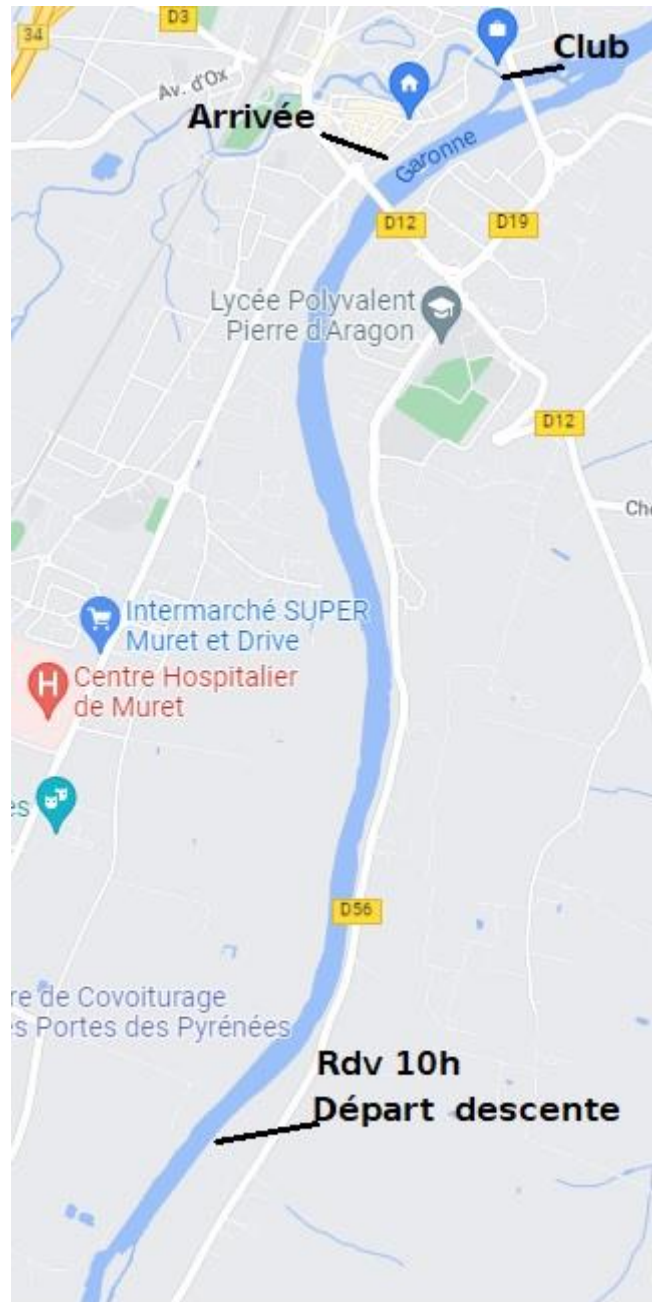 D3
34
Club
Av. d'Ox
Arrivée
Garonne
D12
D19
Lycée Polyvalent
Pierre d'Aragon
D12
Che
Intermarché SUPER
Muret et Drive
H
Centre Hospitalier
de Muret
es
D56
re de Covoiturage
s Portes des Pyrénées
Rdv 10h
Départ descente